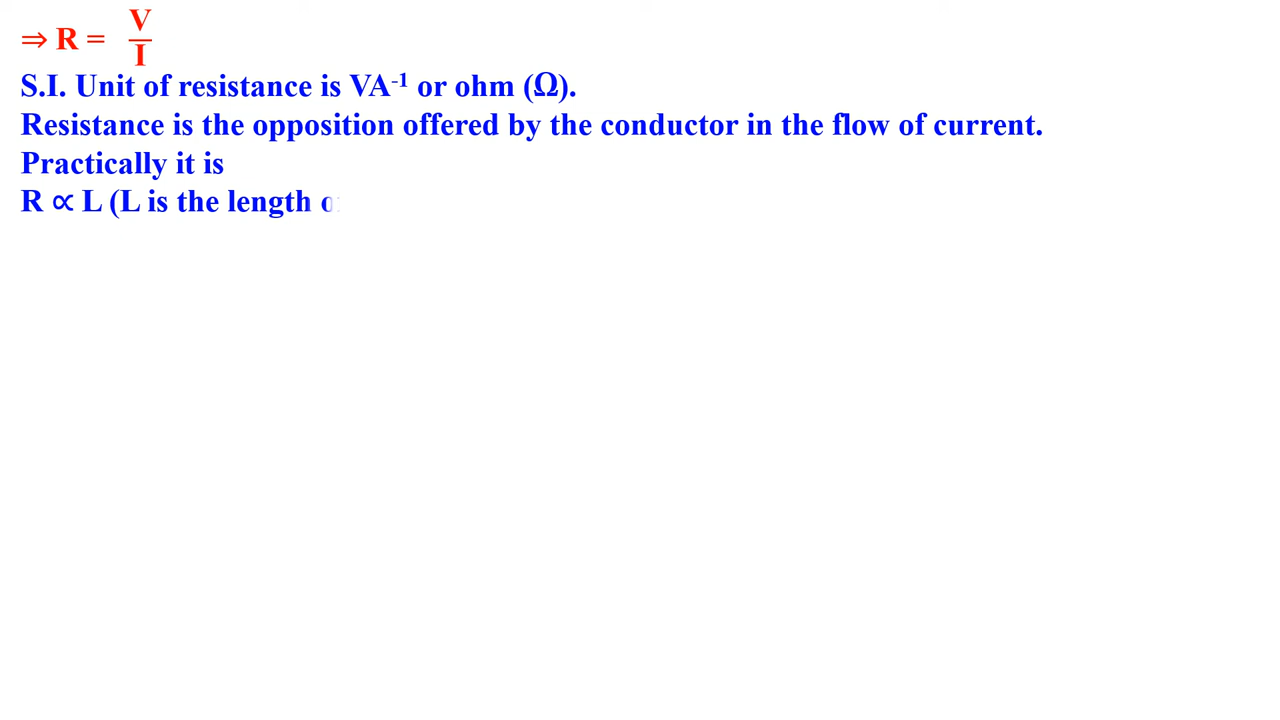 ⇒ R = V/I
S.I. Unit of resistance is VA⁻¹ or ohm (Ω).
Resistance is the opposition offered by the conductor in the flow of current.
Practically it is
R ∝ L (L is the length